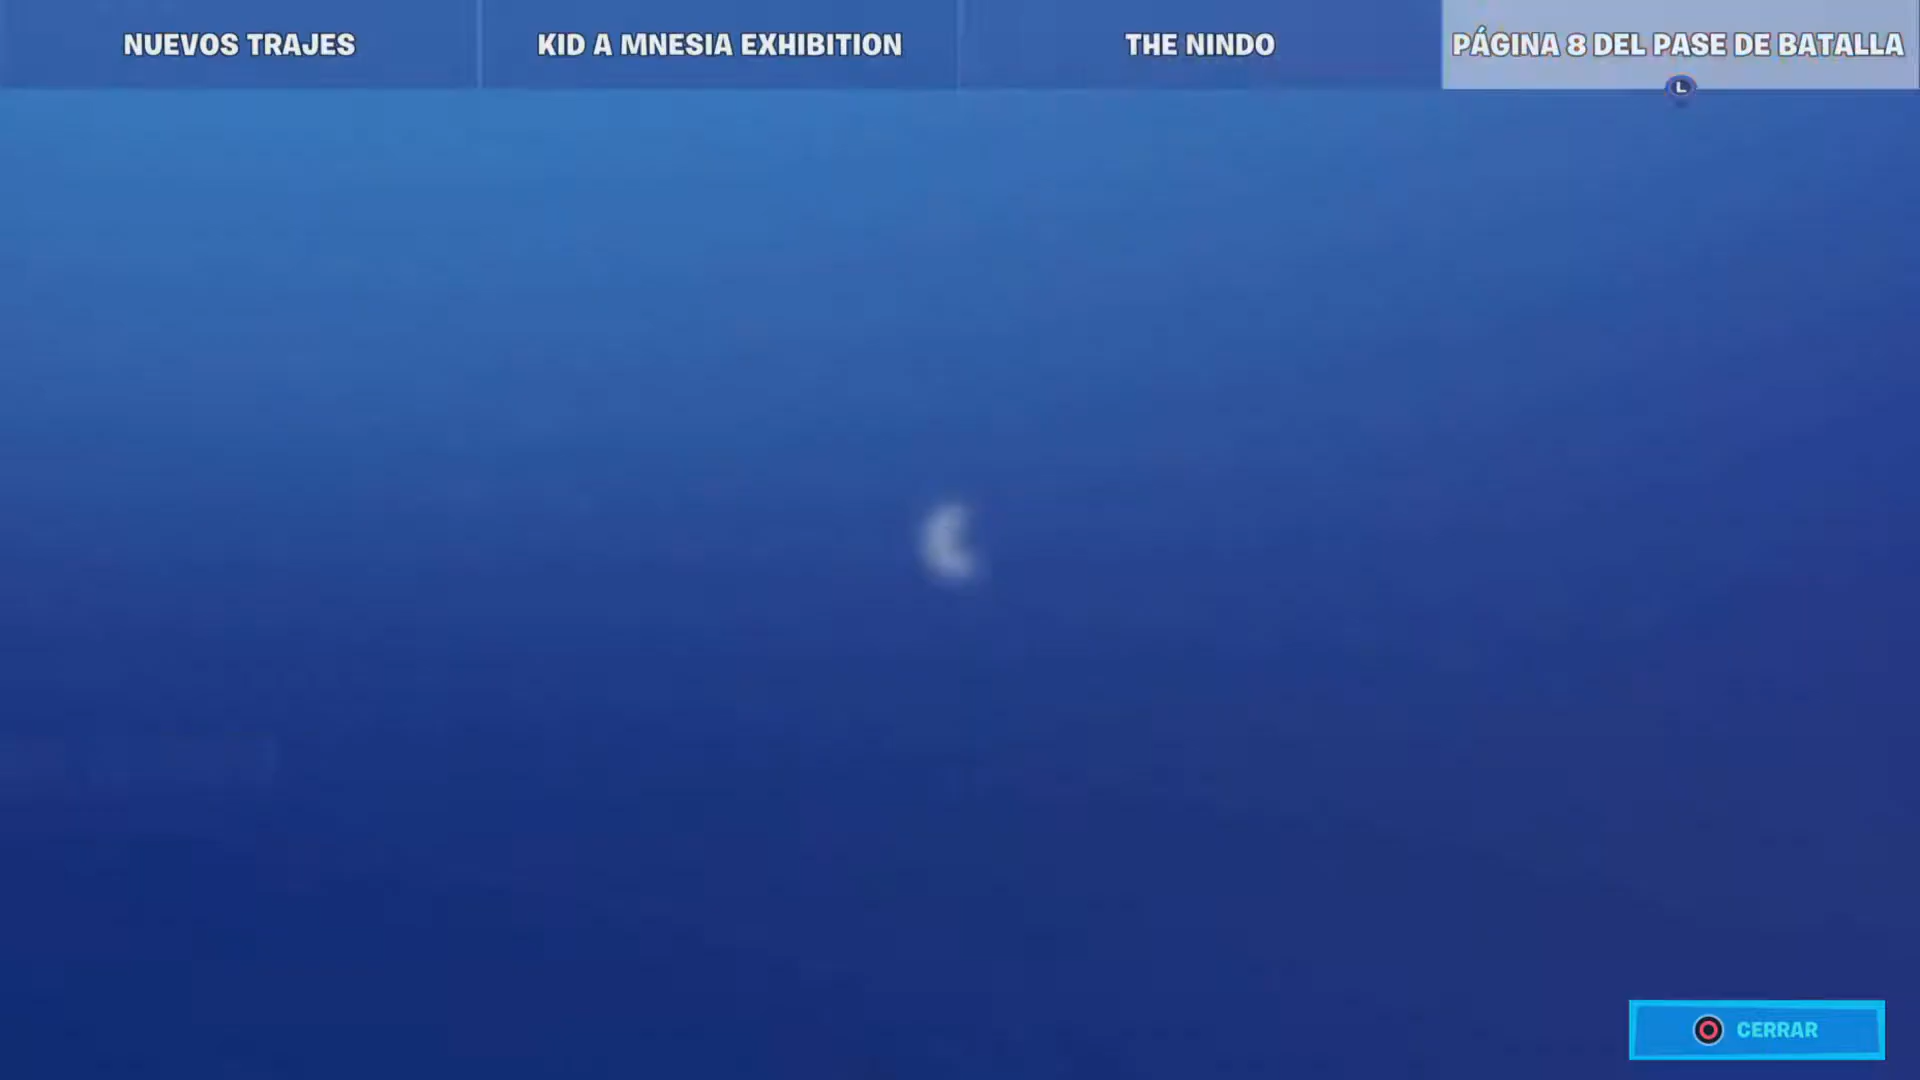 NUEVOS TRAJES
KID A MNESIA EXHIBITION
THE NINDO
PÁGINA 8 DEL PASE DE BATALLA
L
CERRAR